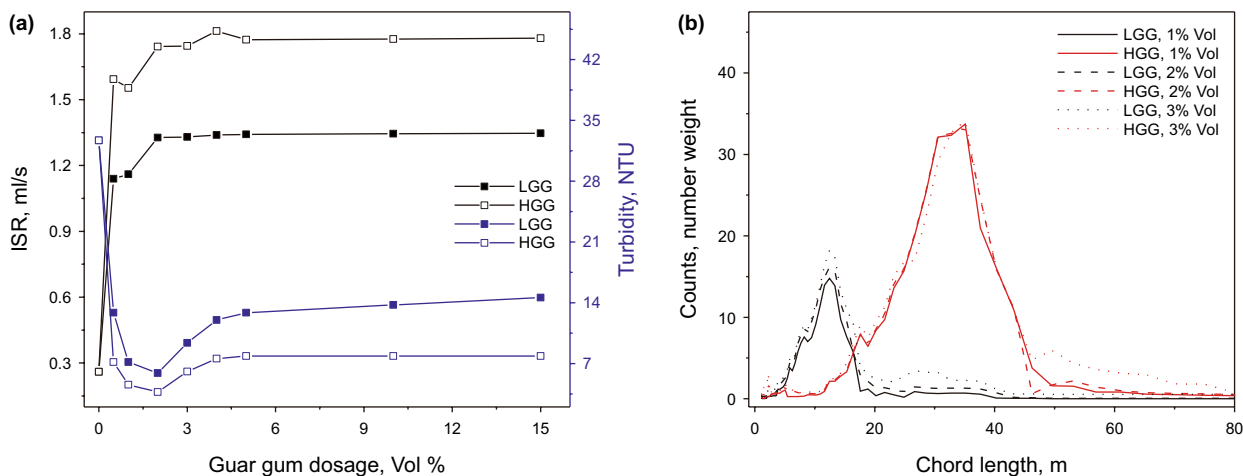 (a)
1.8
1.5
1.2
0.9
0.6
0.3
ISR, ml/s
42
35
28
21
14
7
Turbidity, NTU
LGG
HGG
LGG
HGG
0 3 6 9 12 15
Guar gum dosage, Vol %
(b)
40
30
20
10
0
Counts, number weight
LGG, 1% Vol
HGG, 1% Vol
LGG, 2% Vol
HGG, 2% Vol
LGG, 3% Vol
HGG, 3% Vol
0 20 40 60 80
Chord length, m